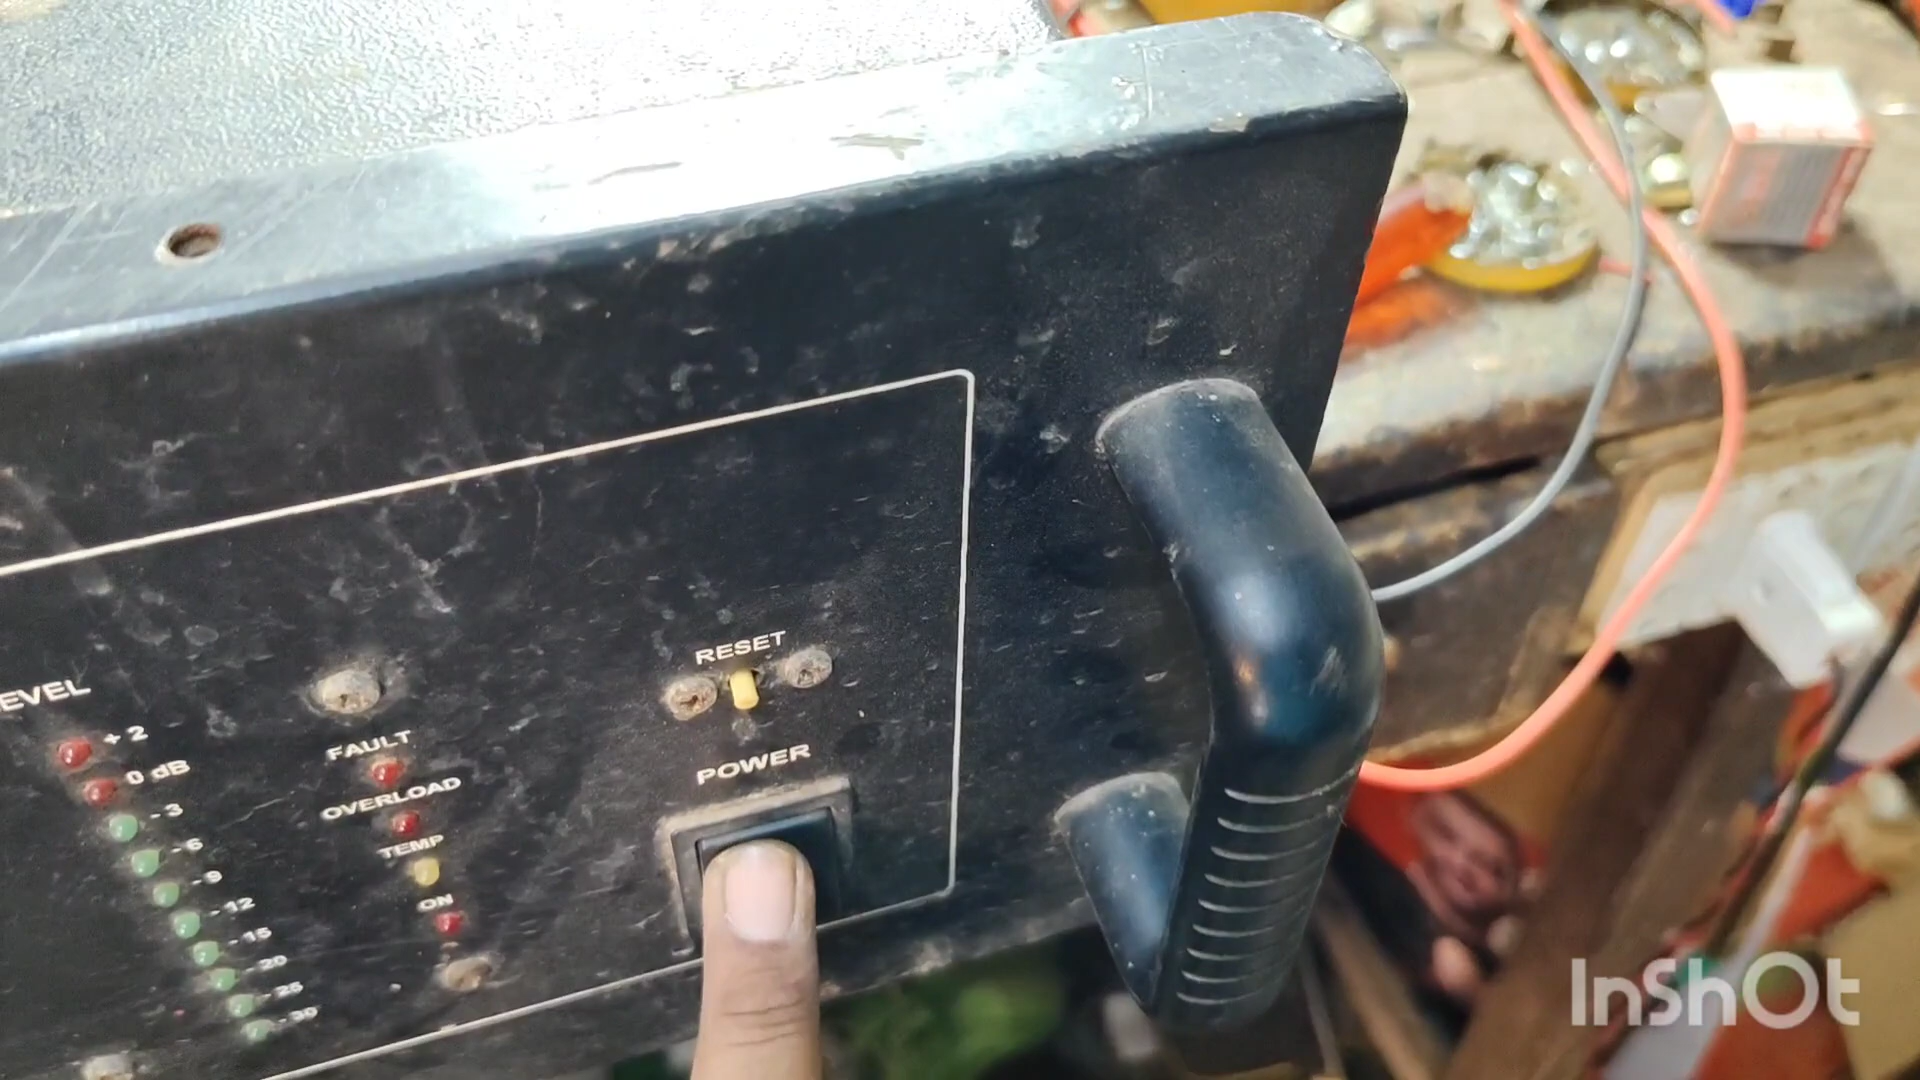 EVEL
+ 2
0 dB
- 3
- 6
- 9
- 12
- 15
- 20
- 25
- 30
FAULT
OVERLOAD
TEMP
ON
RESET
POWER
InShOt